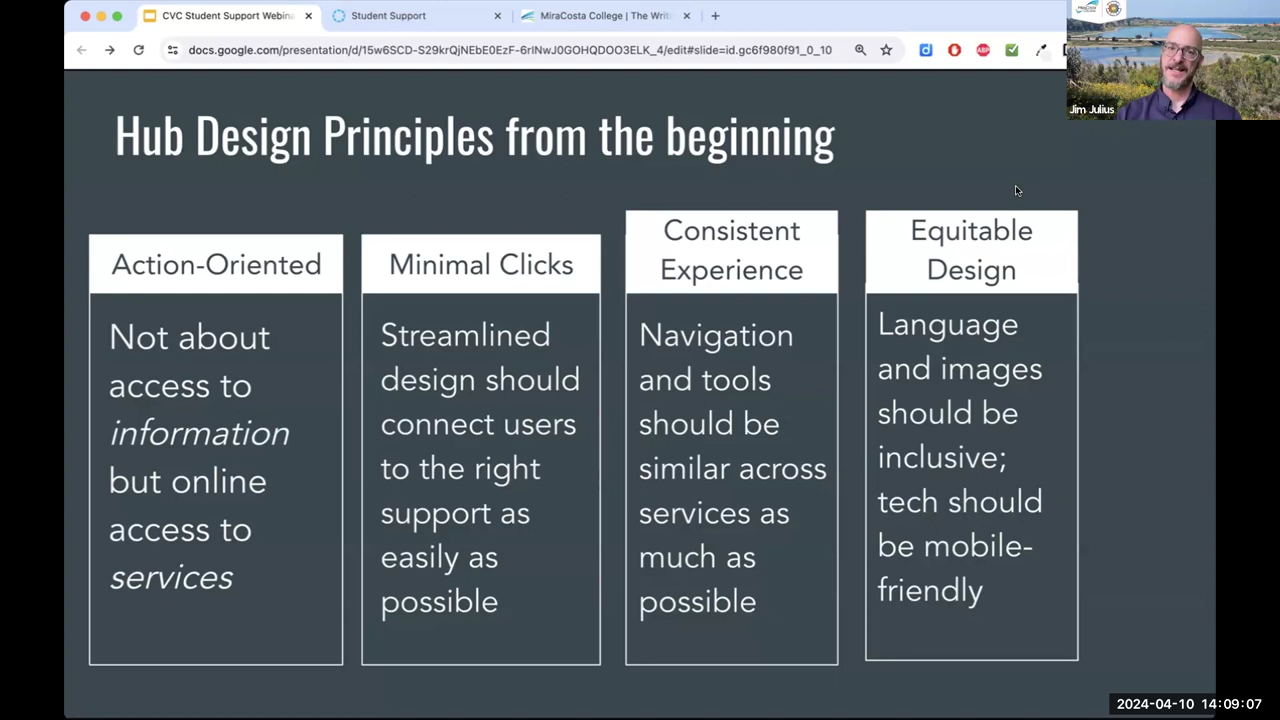 CVC Student Support Webina
Student Support
MiraCosta College | The Writi
docs.google.com/presentation/d/15w6SCD-S29krQjNEbE0EzF-6rINwJ0GOHQDOO3ELK_4/edit#slide=id.gc6f980f91_0_10
ABP
MiraCosta
Jim Julius
Hub Design Principles from the beginning
Action-Oriented
Not about
access to
information
but online
access to
services
Minimal Clicks
Streamlined
design should
connect users
to the right
support as
easily as
possible
Consistent
Experience
Navigation
and tools
should be
similar across
services as
much as
possible
Equitable
Design
Language
and images
should be
inclusive;
tech should
be mobile-
friendly
2024-04-10 14:09:07